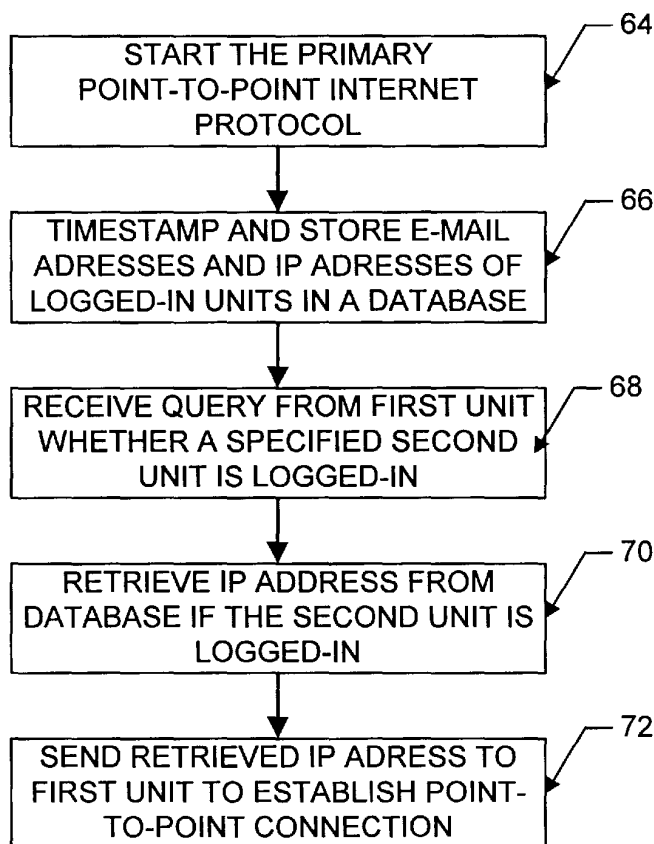 64
START THE PRIMARY
POINT-TO-POINT INTERNET
PROTOCOL
66
TIMESTAMP AND STORE E-MAIL
ADRESSES AND IP ADRESSES OF
LOGGED-IN UNITS IN A DATABASE
68
RECEIVE QUERY FROM FIRST UNIT
WHETHER A SPECIFIED SECOND
UNIT IS LOGGED-IN
70
RETRIEVE IP ADDRESS FROM
DATABASE IF THE SECOND UNIT IS
LOGGED-IN
72
SEND RETRIEVED IP ADRESS TO
FIRST UNIT TO ESTABLISH POINT-
TO-POINT CONNECTION